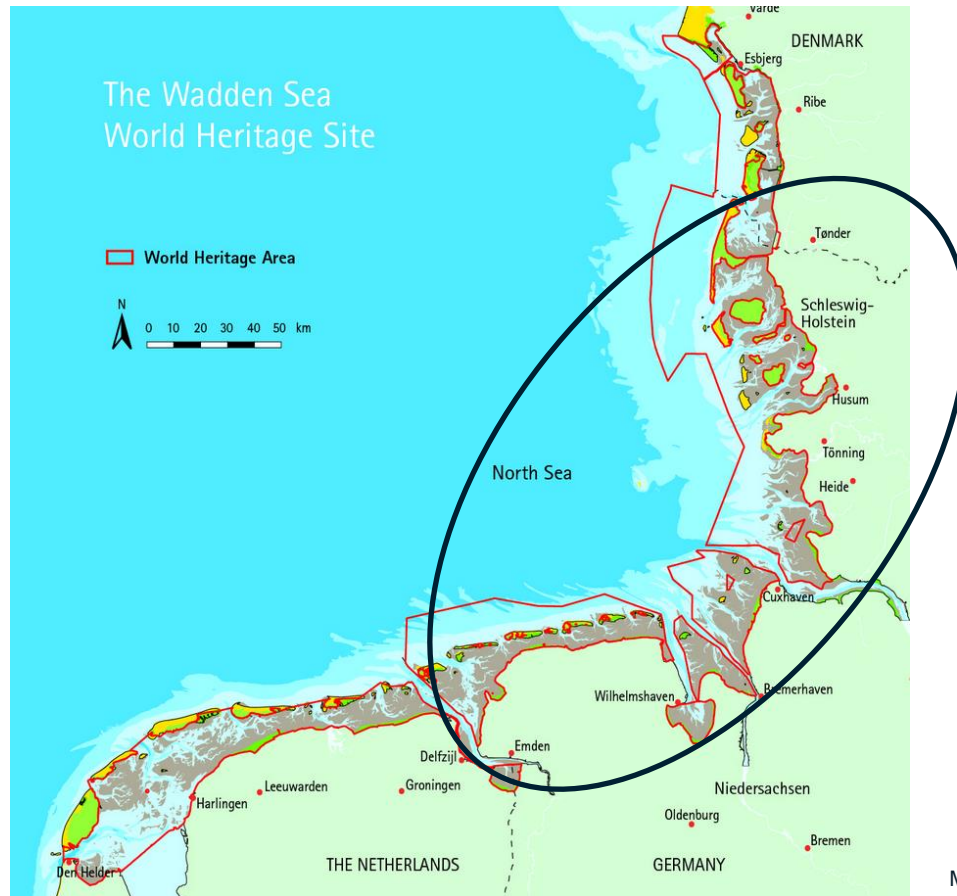 Varde
DENMARK
Esbjerg
The Wadden Sea
World Heritage Site
Ribe
Tønder
World Heritage Area
N
0 10 20 30 40 50 km
Schleswig-
Holstein
Husum
Tönning
North Sea
Heide
Cuxhaven
Wilhelmshaven
Bremerhaven
Delfzijl
Emden
Leeuwarden
Groningen
Niedersachsen
Harlingen
Oldenburg
Bremen
THE NETHERLANDS
GERMANY
Den Helder